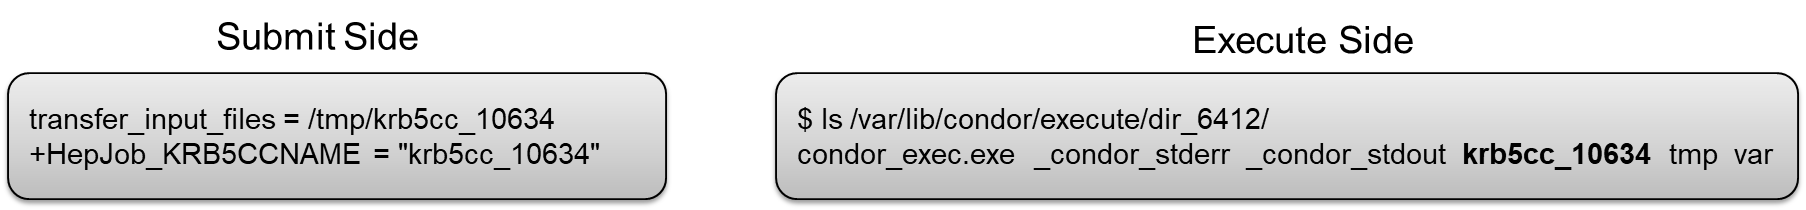 Submit Side
transfer_input_files = /tmp/krb5cc_10634
+HepJob_KRB5CCNAME = "krb5cc_10634"
Execute Side
$ ls /var/lib/condor/execute/dir_6412/
condor_exec.exe _condor_stderr _condor_stdout krb5cc_10634 tmp var